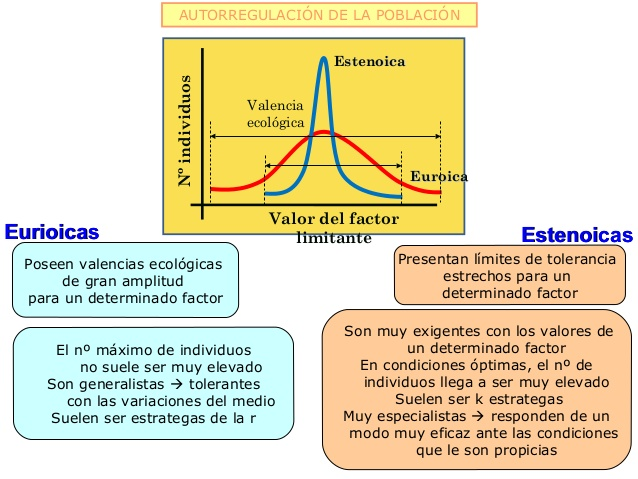 AUTORREGULACIÓN DE LA POBLACIÓN
Estenoica
Valencia
ecológica
Nº individuos
Euroica
Valor del factor
limitante
Eurioicas
Poseen valencias ecológicas
de gran amplitud
para un determinado factor
El nº máximo de individuos
no suele ser muy elevado
Son generalistas → tolerantes
con las variaciones del medio
Suelen ser estrategas de la r
Estenoicas
Presentan límites de tolerancia
estrechos para un
determinado factor
Son muy exigentes con los valores de
un determinado factor
En condiciones óptimas, el nº de
individuos llega a ser muy elevado
Suelen ser k estrategas
Muy especialistas → responden de un
modo muy eficaz ante las condiciones
que le son propicias